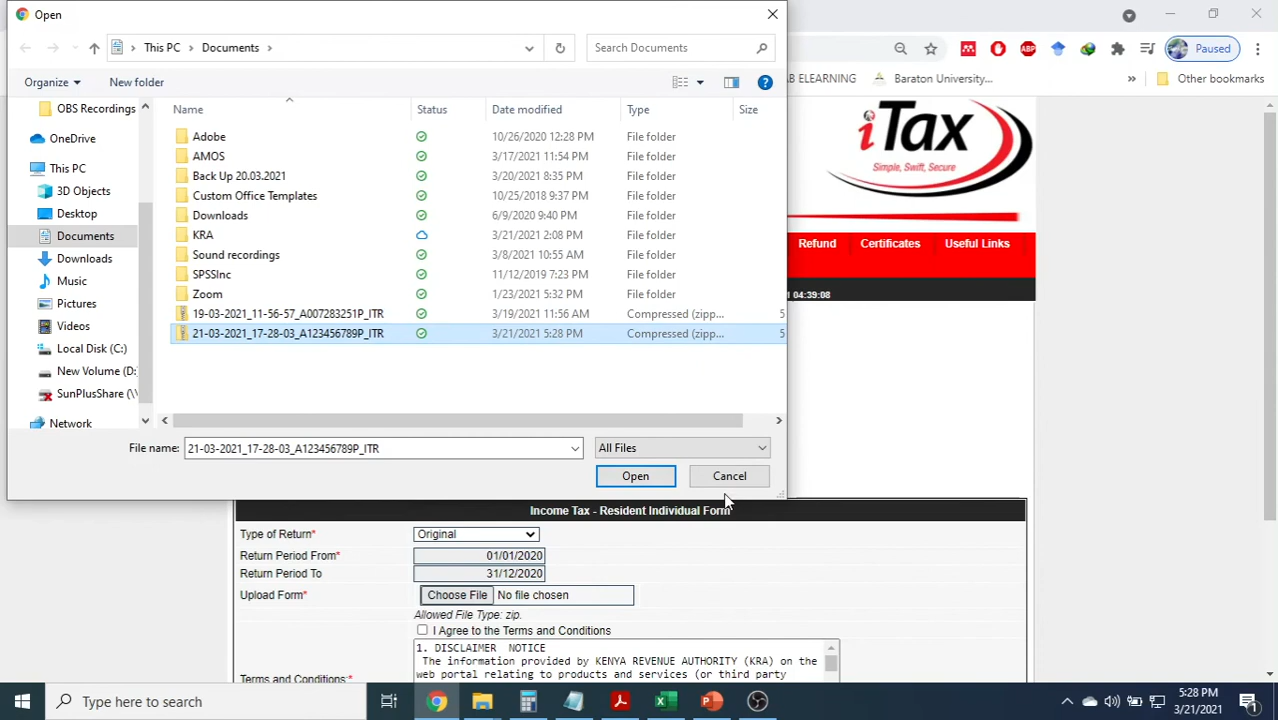 Open
Paused
This PC
Documents
Search Documents
AB ELEARNING
Baraton University'...
»
Other bookmarks
Organize
New folder
OBS Recordings
OneDrive
This PC
3D Objects
Desktop
Documents
Downloads
Music
Pictures
Videos
Local Disk (C:)
New Volume (D:
SunPlusShare (\\
Network
Name
Status
Date modified
Type
Size
Adobe
10/26/2020 12:28 PM
File folder
AMOS
3/17/2021 11:54 PM
File folder
Back Up 20.03.2021
3/20/2021 8:35 PM
File folder
Custom Office Templates
10/25/2018 9:37 PM
File folder
Downloads
6/9/2020 9:40 PM
File folder
KRA
3/21/2021 2:08 PM
File folder
Sound recordings
3/8/2021 10:55 AM
File folder
SPSSInc
11/12/2019 7:23 PM
File folder
Zoom
1/23/2021 5:32 PM
File folder
19-03-2021_11-56-57_A007283251P_ITR
3/19/2021 11:56 AM
Compressed (zipp...
5
21-03-2021_17-28-03_A123456789P_ITR
3/21/2021 5:28 PM
Compressed (zipp...
5
File name:
21-03-2021_17-28-03_A123456789P_ITR
All Files
Open
Cancel
iTax
Simple, Swift, Secure
Refund
Certificates
Useful Links
1 04:39:08
Income Tax - Resident Individual Form
Type of Return*
Original
Return Period From*
01/01/2020
Return Period To
31/12/2020
Upload Form*
Choose File
No file chosen
Allowed File Type: zip.
I Agree to the Terms and Conditions
Terms and Conditions:*
1. DISCLAIMER NOTICE
The information provided by KENYA REVENUE AUTHORITY (KRA) on the
web portal relating to products and services (or third party
Type here to search
5:28 PM
3/21/2021
1